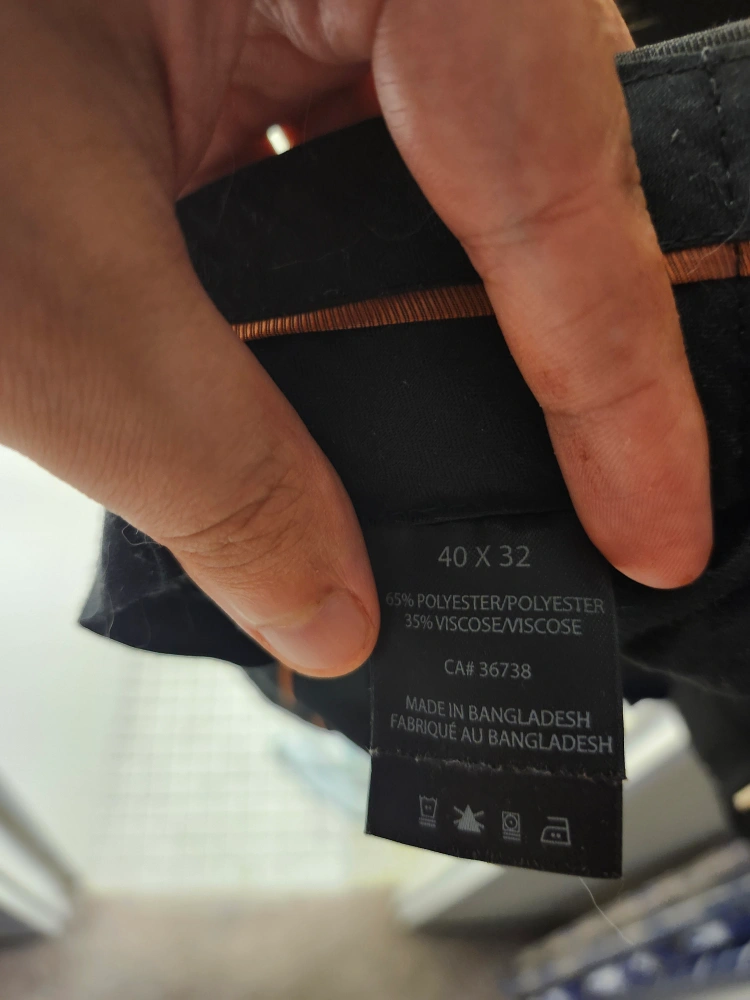 40 X 32
65% POLYESTER/POLYESTER
35% VISCOSE/VISCOSE
CA# 36738
MADE IN BANGLADESH
FABRIQUÉ AU BANGLADESH